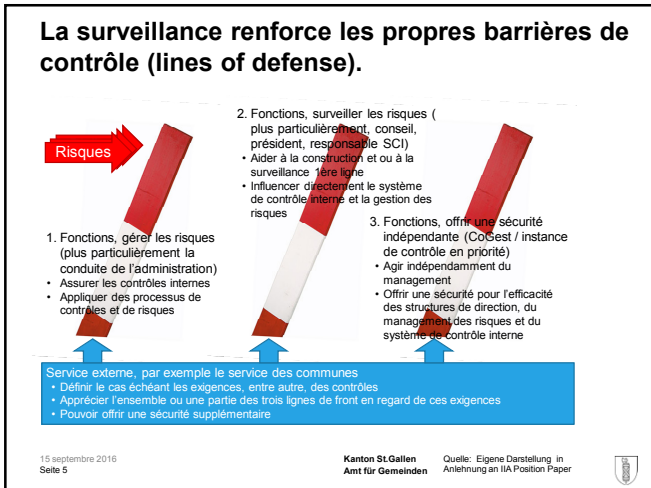 La surveillance renforce les propres barrières de
contrôle (lines of defense).
Risques
1. Fonctions, gérer les risques
(plus particulièrement la
conduite de l'administration)
• Assurer les contrôles internes
• Appliquer des processus de
contrôles et de risques
2. Fonctions, surveiller les risques (
plus particulièrement, conseil,
président, responsable SCI)
• Aider à la construction et ou à la
surveillance 1ère ligne
• Influencer directement le système
de contrôle interne et la gestion des
risques
3. Fonctions, offrir une sécurité
indépendante (CoGest / instance
de contrôle en priorité)
• Agir indépendamment du
management
• Offrir une sécurité pour l'efficacité
des structures de direction, du
management des risques et du
système de contrôle interne
Service externe, par exemple le service des communes
• Définir le cas échéant les exigences, entre autre, des contrôles
• Apprécier l'ensemble ou une partie des trois lignes de front en regard de ces exigences
• Pouvoir offrir une sécurité supplémentaire
15 septembre 2016
Seite 5
Kanton St.Gallen
Amt für Gemeinden
Quelle: Eigene Darstellung in
Anlehnung an IIA Position Paper